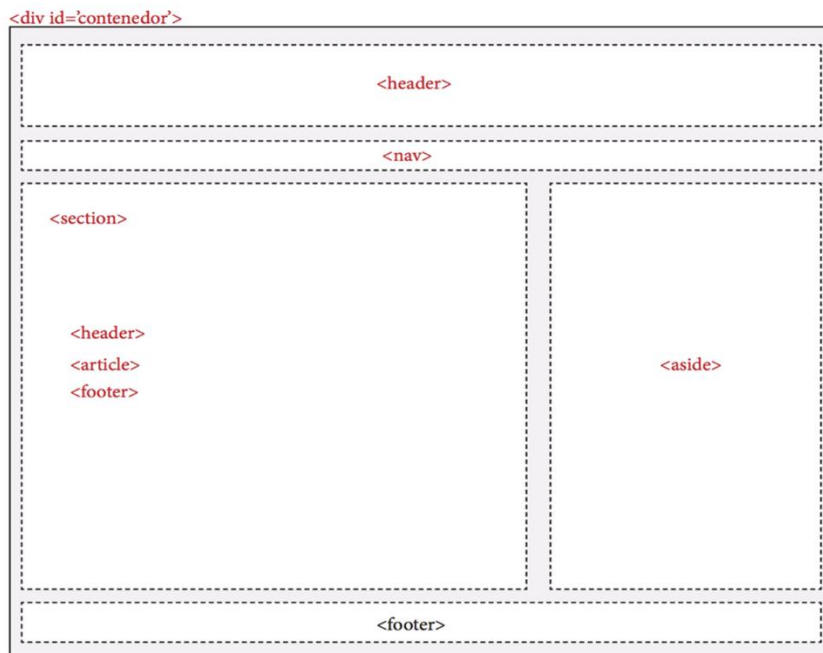 <div id='contenedor'>
<header>
<nav>
<section>
<header>
<article>
<footer>
<aside>
<footer>